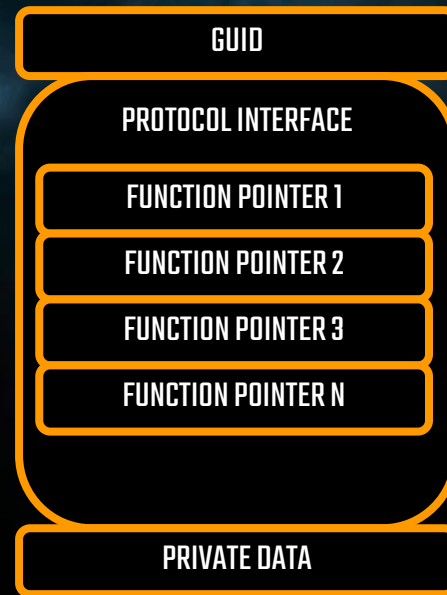 GUID
PROTOCOL INTERFACE
FUNCTION POINTER 1
FUNCTION POINTER 2
FUNCTION POINTER 3
FUNCTION POINTER N
PRIVATE DATA